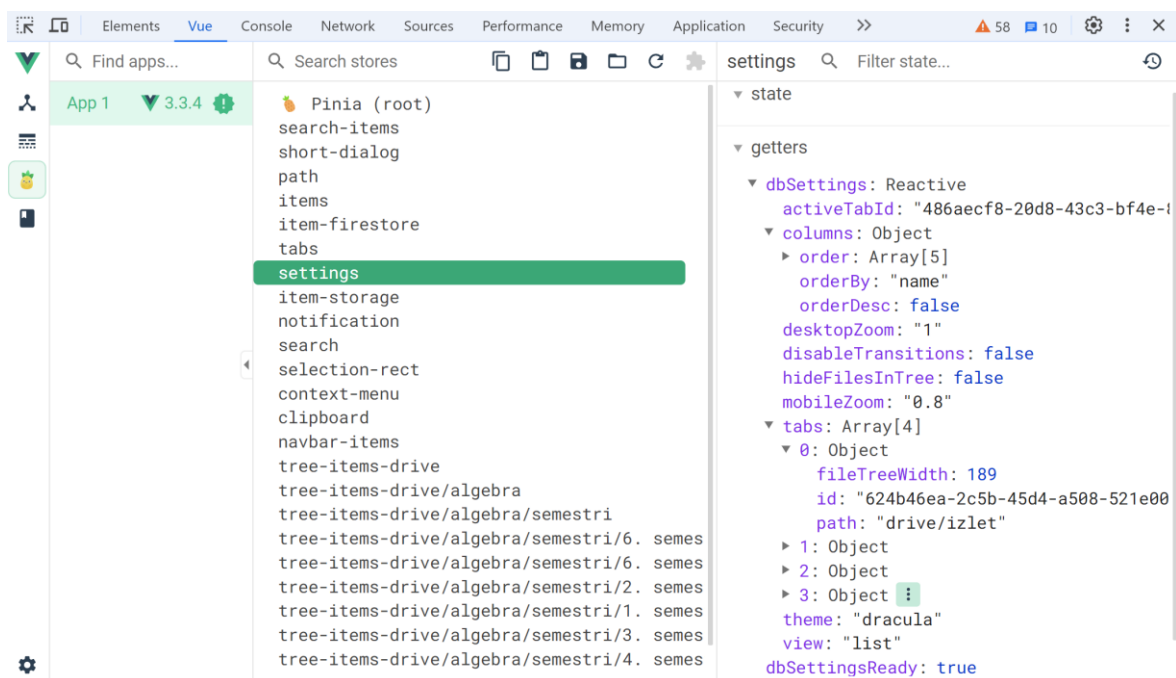 Elements Vue Console Network Sources Performance Memory Application Security 58 10
Find apps...
App 1 3.3.4
Search stores
Pinia (root)
search-items
short-dialog
path
items
item-firestore
tabs
settings
item-storage
notification
search
selection-rect
context-menu
clipboard
navbar-items
tree-items-drive
tree-items-drive/algebra
tree-items-drive/algebra/semestri
tree-items-drive/algebra/semestri/6. semes
tree-items-drive/algebra/semestri/6. semes
tree-items-drive/algebra/semestri/2. semes
tree-items-drive/algebra/semestri/1. semes
tree-items-drive/algebra/semestri/3. semes
tree-items-drive/algebra/semestri/4. semes
settings Filter state...
state
getters
dbSettings: Reactive
activeTabId: "486aecf8-20d8-43c3-bf4e-
columns: Object
order: Array[5]
orderBy: "name"
orderDesc: false
desktopZoom: "1"
disableTransitions: false
hideFilesInTree: false
mobileZoom: "0.8"
tabs: Array[4]
0: Object
fileTreeWidth: 189
id: "624b46ea-2c5b-45d4-a508-521e00
path: "drive/izlet"
1: Object
2: Object
3: Object
theme: "dracula"
view: "list"
dbSettingsReady: true